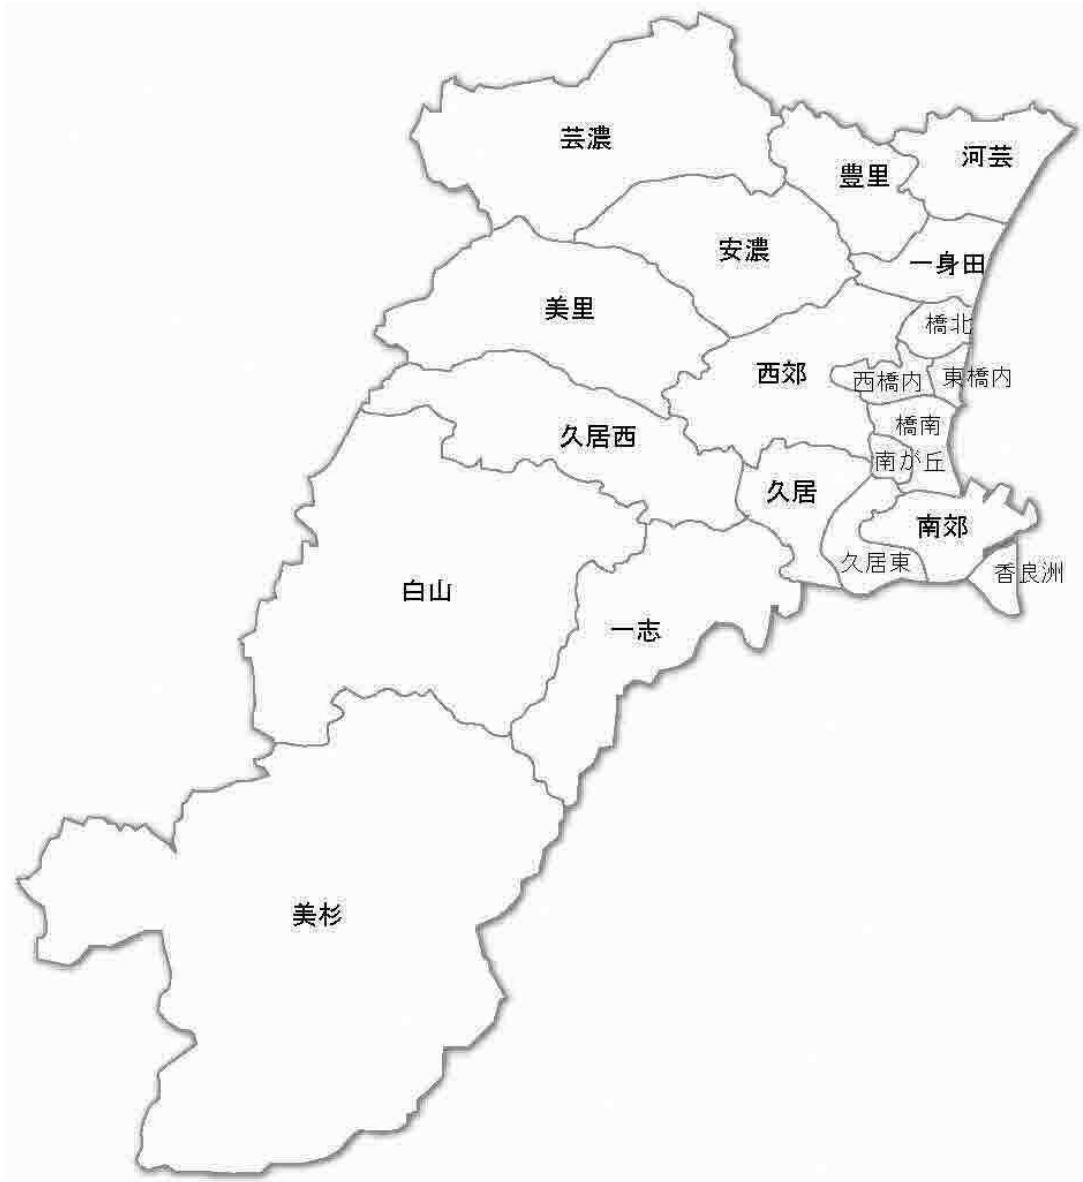 芸濃
河芸
豊里
安濃
一身田
美里
橋北
西郊
西橋内
東橋内
橋南
久居西
南が丘
久居
南郊
久居東
香良洲
白山
一志
美杉